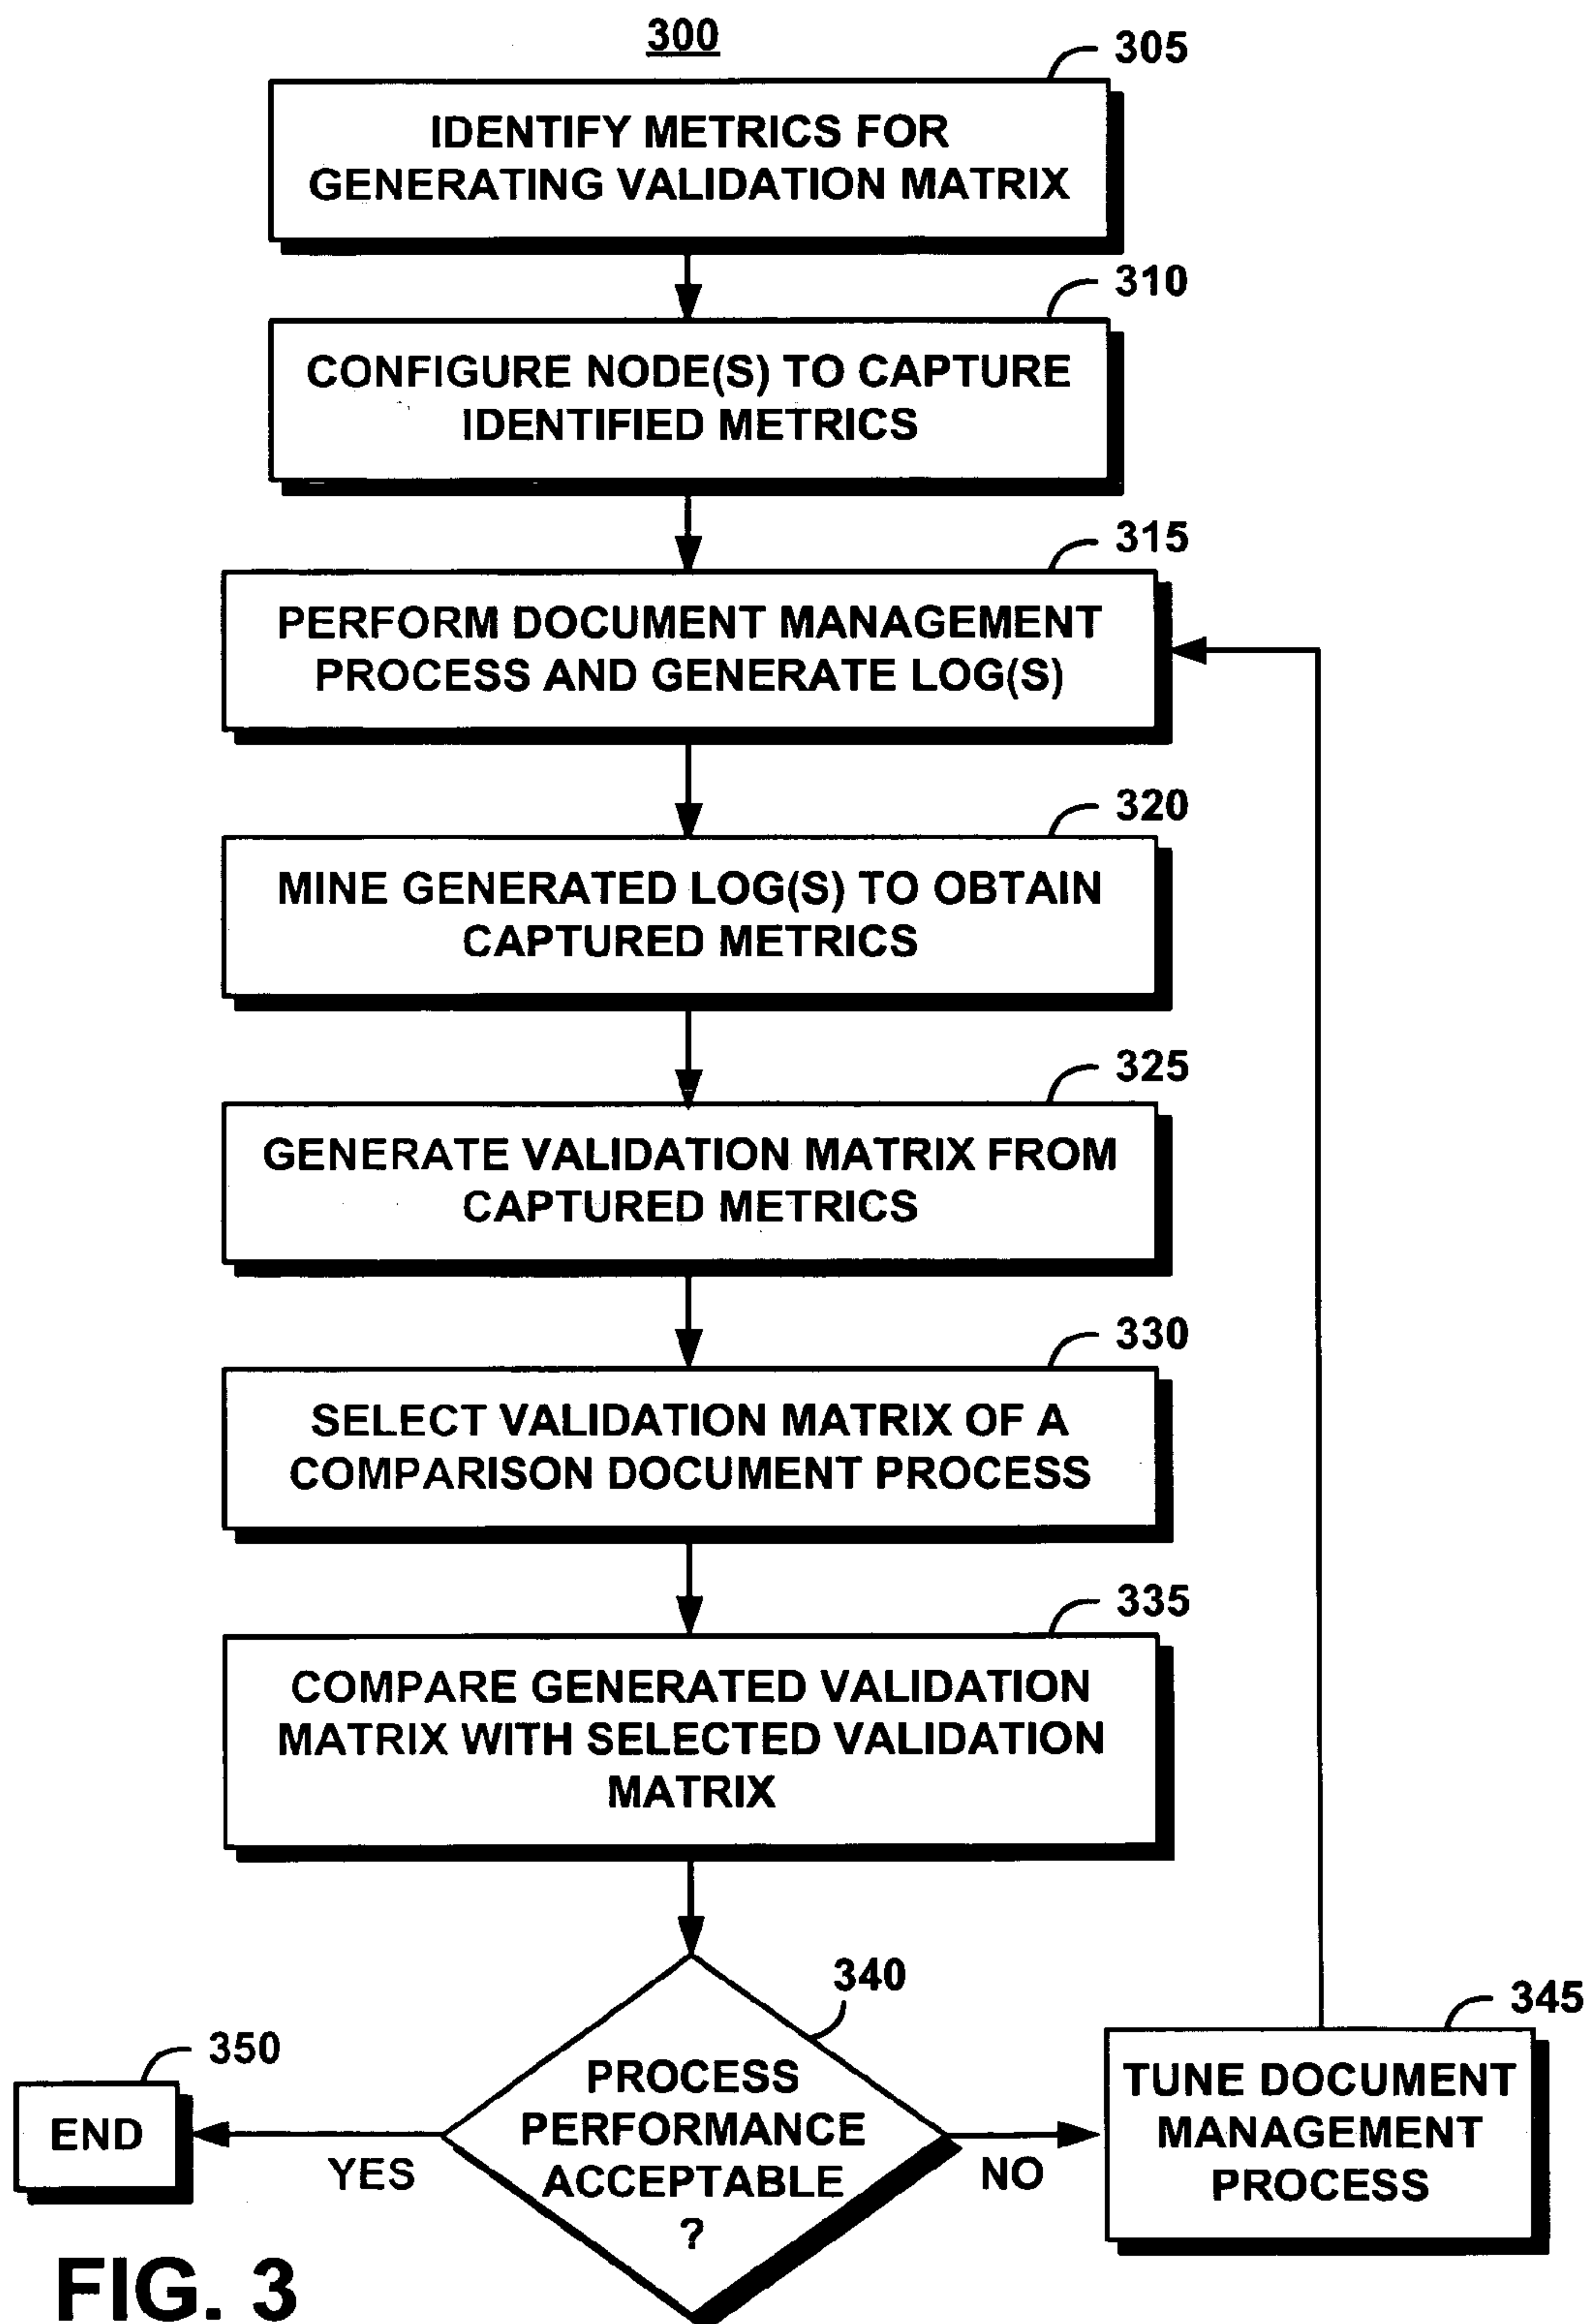 300
305
IDENTIFY METRICS FOR
GENERATING VALIDATION MATRIX
310
CONFIGURE NODE(S) TO CAPTURE
IDENTIFIED METRICS
315
PERFORM DOCUMENT MANAGEMENT
PROCESS AND GENERATE LOG(S)
320
MINE GENERATED LOG(S) TO OBTAIN
CAPTURED METRICS
325
GENERATE VALIDATION MATRIX FROM
CAPTURED METRICS
330
SELECT VALIDATION MATRIX OF A
COMPARISON DOCUMENT PROCESS
335
COMPARE GENERATED VALIDATION
MATRIX WITH SELECTED VALIDATION
MATRIX
340
PROCESS
PERFORMANCE
ACCEPTABLE
?
YES
NO
350
END
345
TUNE DOCUMENT
MANAGEMENT
PROCESS
FIG. 3